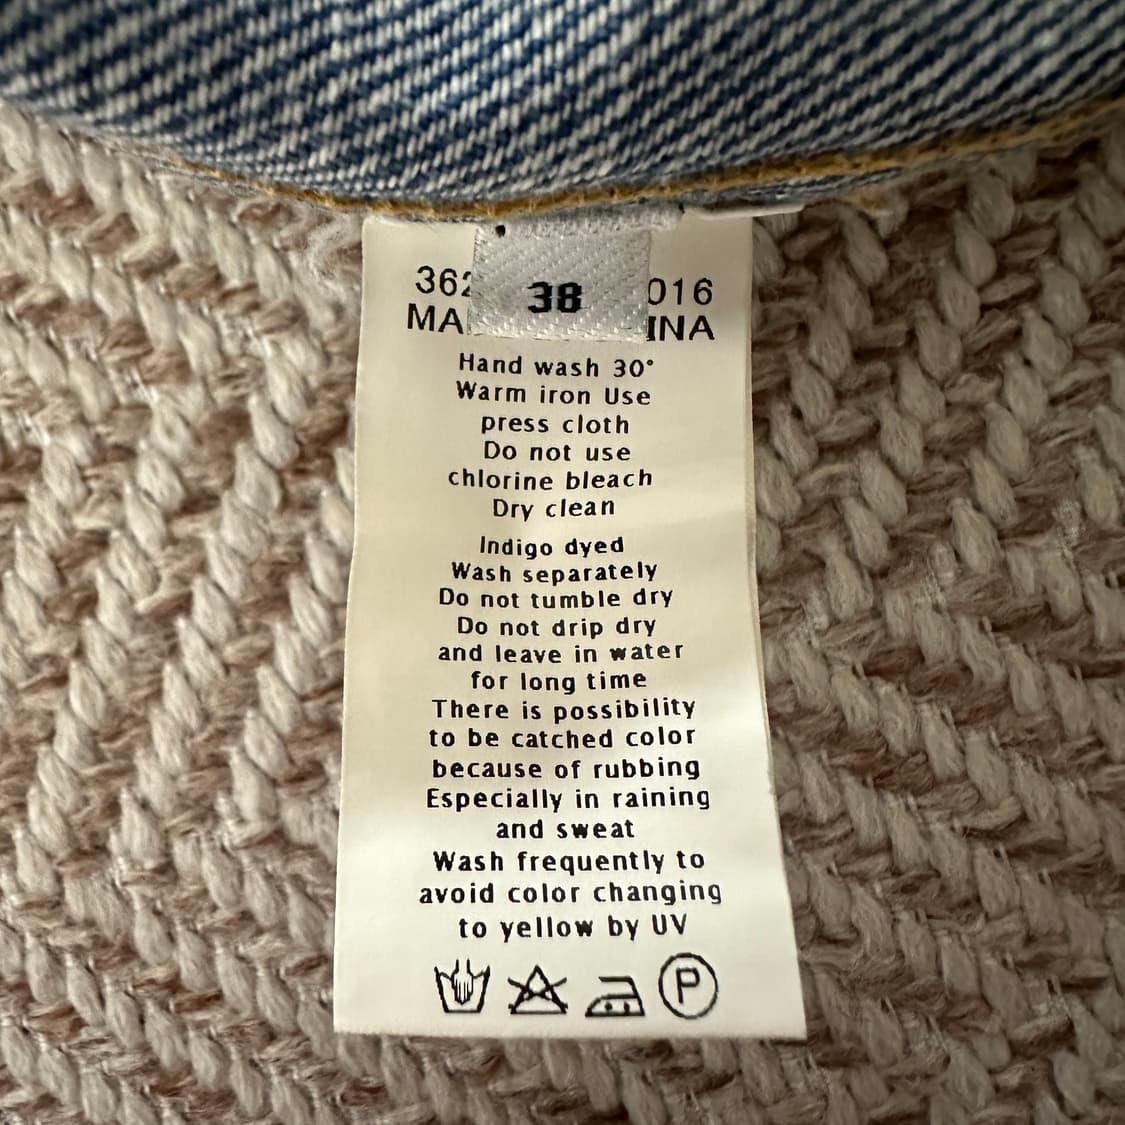 362 38 016
MA INA
Hand wash 30°
Warm iron Use
press cloth
Do not use
chlorine bleach
Dry clean
Indigo dyed
Wash separately
Do not tumble dry
Do not drip dry
and leave in water
for long time
There is possibility
to be catched color
because of rubbing
Especially in raining
and sweat
Wash frequently to
avoid color changing
to yellow by UV
P